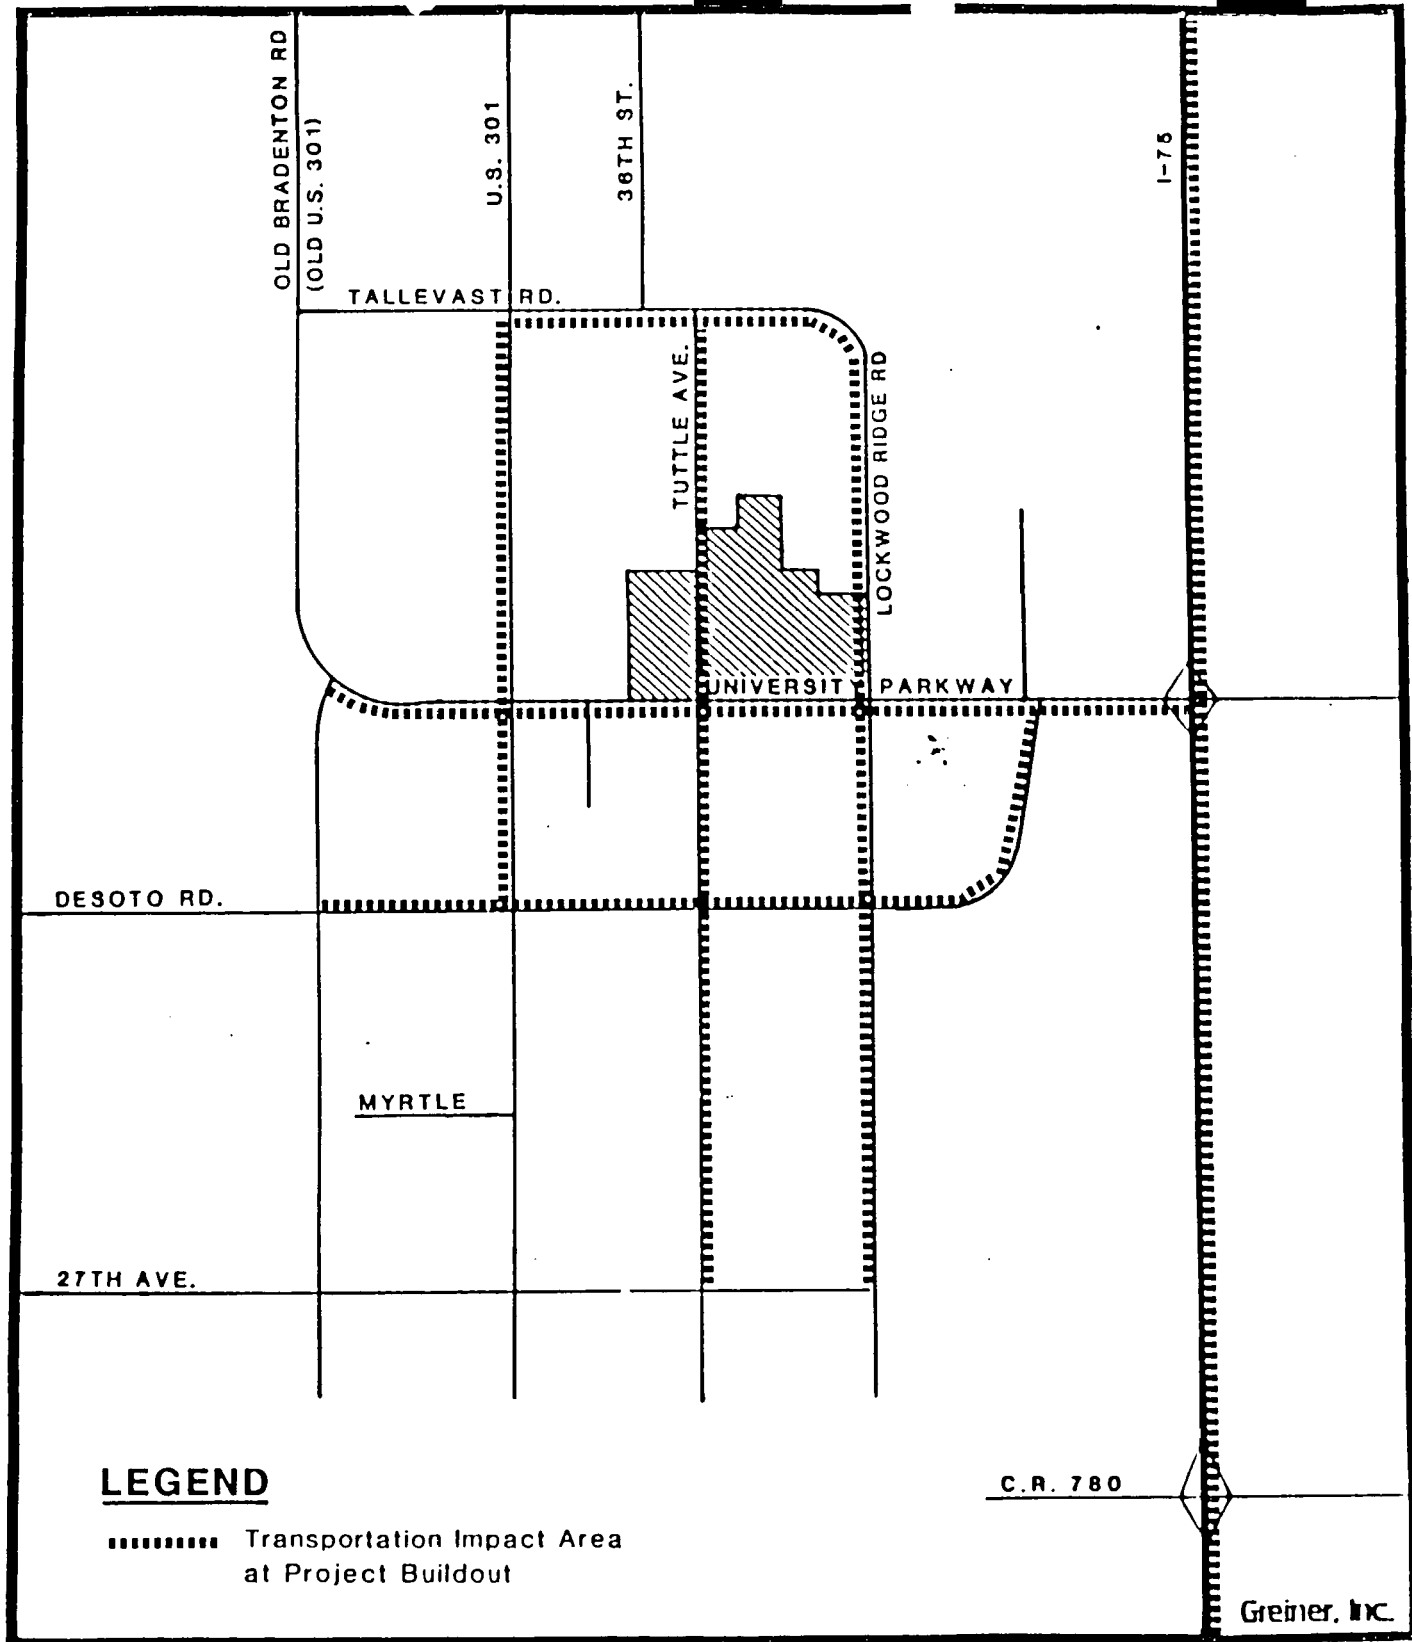 OLD BRADENTON RD
(OLD U.S. 301)
U.S. 301
36TH ST.
I-75
TALLEVAST RD.
TUTTLE AVE.
LOCKWOOD RIDGE RD
UNIVERSITY PARKWAY
DESOTO RD.
MYRTLE
27TH AVE.
LEGEND
Transportation Impact Area
at Project Buildout
C.R. 780
Greiner, Inc.